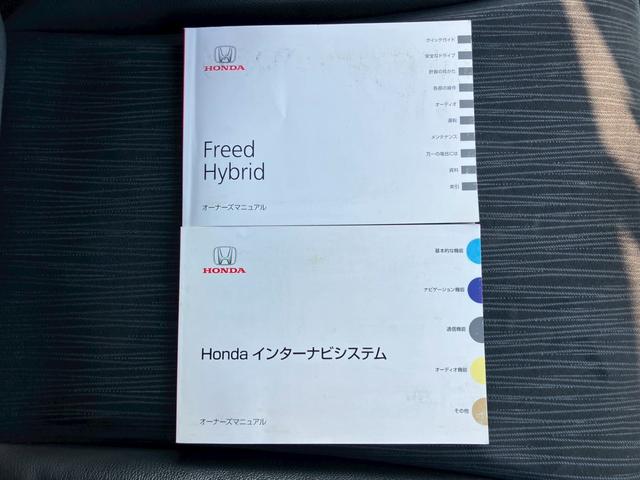 HONDA
Freed
Hybrid
オーナーズマニュアル
クイックガイド
安全なドライブ
計器の見かた
各部の操作
オーディオ
運転
メンテナンス
万一の場合には
資料
索引
HONDA
Honda インターナビシステム
オーナーズマニュアル
基本的な機能
ナビゲーション機能
通信機能
オーディオ機能
その他